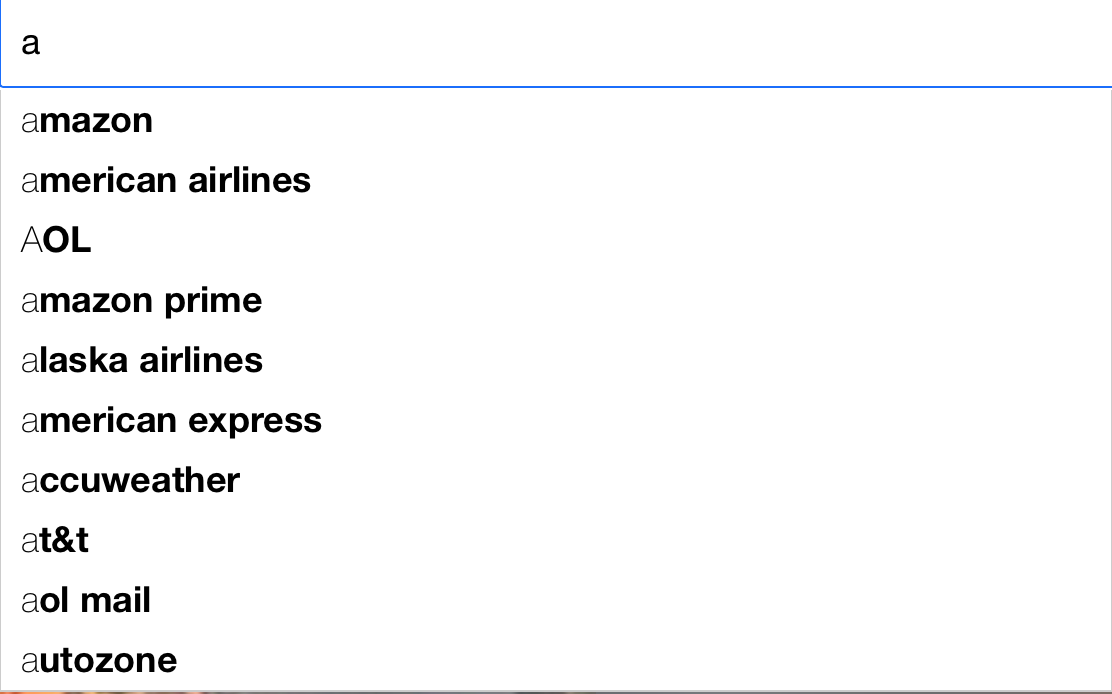 a
amazon
american airlines
AOL
amazon prime
alaska airlines
american express
accuweather
at&t
aol mail
autozone